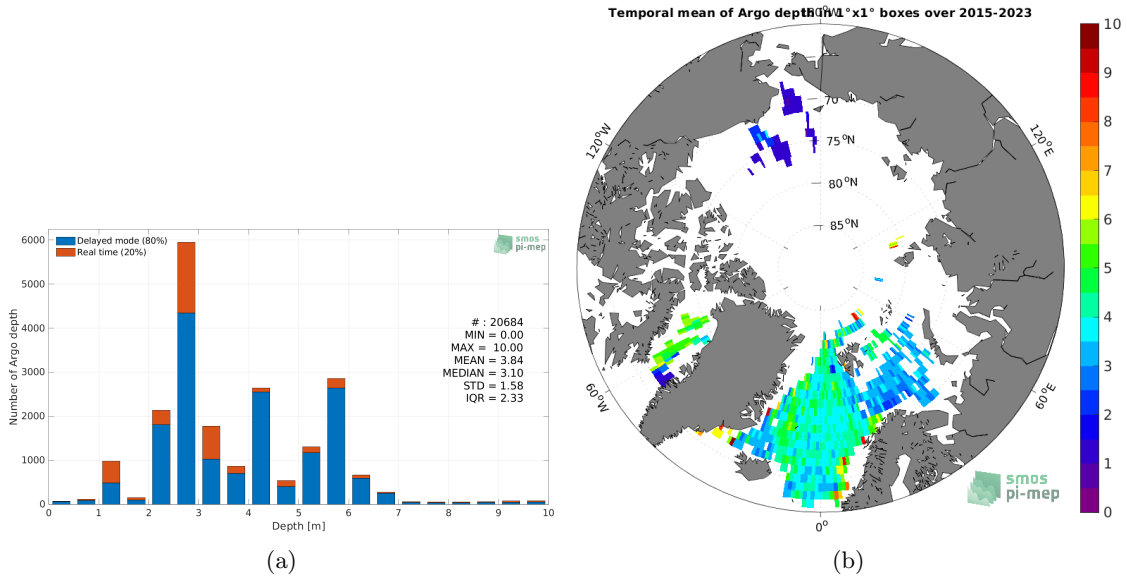 6000
5000
4000
3000
2000
1000
0
Number of Argo depth
Delayed mode (80%)
Real time (20%)
smos
pi-mep
# : 20684
MIN = 0.00
MAX = 10.00
MEAN = 3.84
MEDIAN = 3.10
STD = 1.58
IQR = 2.33
0 1 2 3 4 5 6 7 8 9 10
Depth [m]
(a)
Temporal mean of Argo depth in 1°x1° boxes over 2015-2023
120°W
120°E
60°W
60°E
0°
75°N
80°N
85°N
smos
pi-mep
10
9
8
7
6
5
4
3
2
1
0
(b)